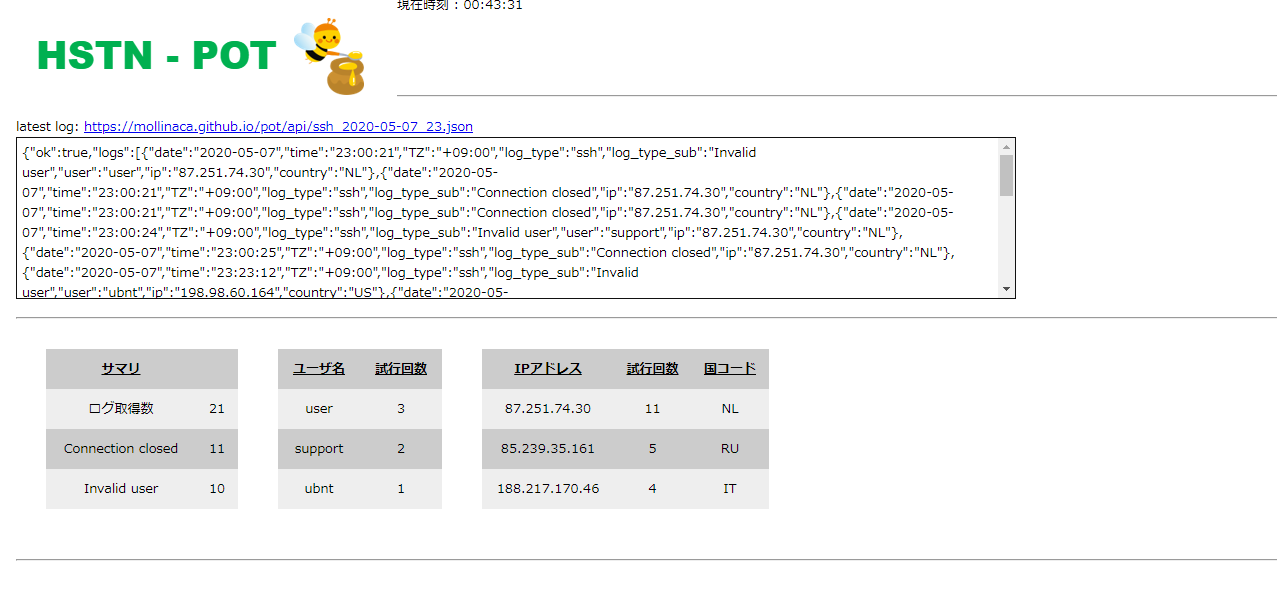 現在時刻 : 00:43:31
HSTN - POT
latest log: https://mollinaca.github.io/pot/api/ssh_2020-05-07_23.json
{"ok":true,"logs":[{"date":"2020-05-07","time":"23:00:21","TZ":"+09:00","log_type":"ssh","log_type_sub":"Invalid
user","user":"user","ip":"87.251.74.30","country":"NL"},{"date":"2020-05-
07","time":"23:00:21","TZ":"+09:00","log_type":"ssh","log_type_sub":"Connection closed","ip":"87.251.74.30","country":"NL"},{"date":"2020-05-
07","time":"23:00:21","TZ":"+09:00","log_type":"ssh","log_type_sub":"Connection closed","ip":"87.251.74.30","country":"NL"},{"date":"2020-05-
07","time":"23:00:24","TZ":"+09:00","log_type":"ssh","log_type_sub":"Invalid user","user":"support","ip":"87.251.74.30","country":"NL"},
{"date":"2020-05-07","time":"23:00:25","TZ":"+09:00","log_type":"ssh","log_type_sub":"Connection closed","ip":"87.251.74.30","country":"NL"},
{"date":"2020-05-07","time":"23:23:12","TZ":"+09:00","log_type":"ssh","log_type_sub":"Invalid
user","user":"ubnt","ip":"198.98.60.164","country":"US"},{"date":"2020-05-
サマリ
ログ取得数 21
Connection closed 11
Invalid user 10
ユーザ名 試行回数
user 3
support 2
ubnt 1
IPアドレス 試行回数 国コード
87.251.74.30 11 NL
85.239.35.161 5 RU
188.217.170.46 4 IT